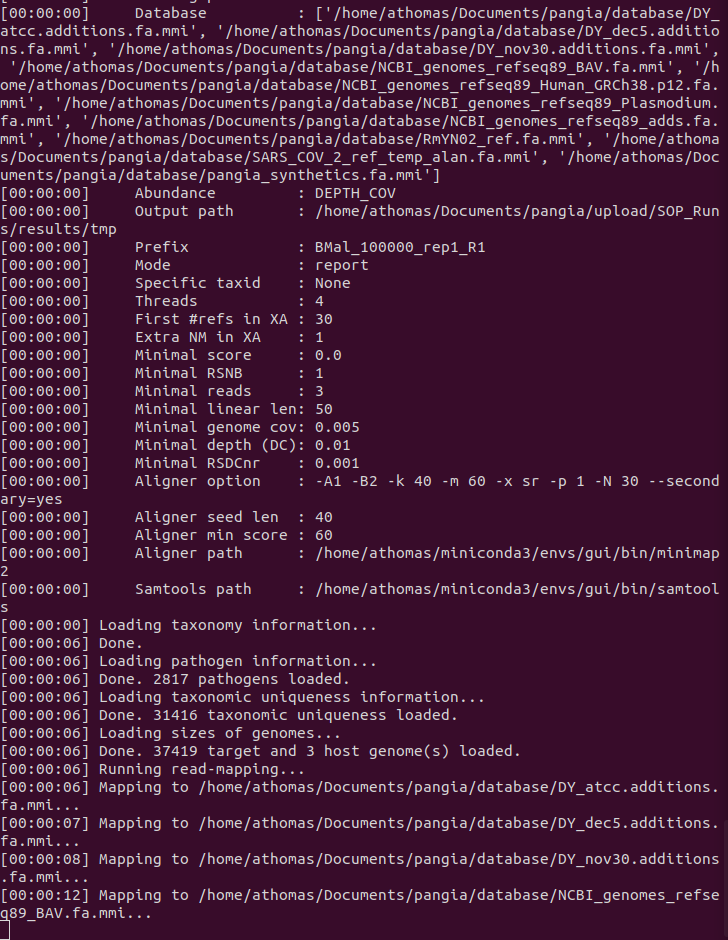 [00:00:00]     Database          : ['/home/athomas/Documents/pangia/database/DY_
atcc.additions.fa.mmi', '/home/athomas/Documents/pangia/database/DY_dec5.additio
ns.fa.mmi', '/home/athomas/Documents/pangia/database/DY_nov30.additions.fa.mmi',
 '/home/athomas/Documents/pangia/database/NCBI_genomes_refseq89_BAV.fa.mmi', '/h
ome/athomas/Documents/pangia/database/NCBI_genomes_refseq89_Human_GRCh38.p12.fa.
mmi', '/home/athomas/Documents/pangia/database/NCBI_genomes_refseq89_Plasmodium.
fa.mmi', '/home/athomas/Documents/pangia/database/NCBI_genomes_refseq89_adds.fa.
mmi', '/home/athomas/Documents/pangia/database/RmYN02_ref.fa.mmi', '/home/athoma
s/Documents/pangia/database/SARS_COV_2_ref_temp_alan.fa.mmi', '/home/athomas/Doc
uments/pangia/database/pangia_synthetics.fa.mmi']
[00:00:00]     Abundance         : DEPTH_COV
[00:00:00]     Output path       : /home/athomas/Documents/pangia/upload/SOP_Run
s/results/tmp
[00:00:00]     Prefix            : BMal_100000_rep1_R1
[00:00:00]     Mode              : report
[00:00:00]     Specific taxid    : None
[00:00:00]     Threads           : 4
[00:00:00]     First #refs in XA : 30
[00:00:00]     Extra NM in XA    : 1
[00:00:00]     Minimal score     : 0.0
[00:00:00]     Minimal RSNB      : 1
[00:00:00]     Minimal reads     : 3
[00:00:00]     Minimal linear len: 50
[00:00:00]     Minimal genome cov: 0.005
[00:00:00]     Minimal depth (DC): 0.01
[00:00:00]     Minimal RSDCnr    : 0.001
[00:00:00]     Aligner option    : -A1 -B2 -k 40 -m 60 -x sr -p 1 -N 30 --second
ary=yes
[00:00:00]     Aligner seed len  : 40
[00:00:00]     Aligner min score : 60
[00:00:00]     Aligner path      : /home/athomas/miniconda3/envs/gui/bin/minimap
2
[00:00:00]     Samtools path     : /home/athomas/miniconda3/envs/gui/bin/samtool
s
[00:00:00] Loading taxonomy information...
[00:00:06] Done.
[00:00:06] Loading pathogen information...
[00:00:06] Done. 2817 pathogens loaded.
[00:00:06] Loading taxonomic uniqueness information...
[00:00:06] Done. 31416 taxonomic uniqueness loaded.
[00:00:06] Loading sizes of genomes...
[00:00:06] Done. 37419 target and 3 host genome(s) loaded.
[00:00:06] Running read-mapping...
[00:00:06] Mapping to /home/athomas/Documents/pangia/database/DY_atcc.additions.
fa.mmi...
[00:00:07] Mapping to /home/athomas/Documents/pangia/database/DY_dec5.additions.
fa.mmi...
[00:00:08] Mapping to /home/athomas/Documents/pangia/database/DY_nov30.additions
.fa.mmi...
[00:00:12] Mapping to /home/athomas/Documents/pangia/database/NCBI_genomes_refse
q89_BAV.fa.mmi...